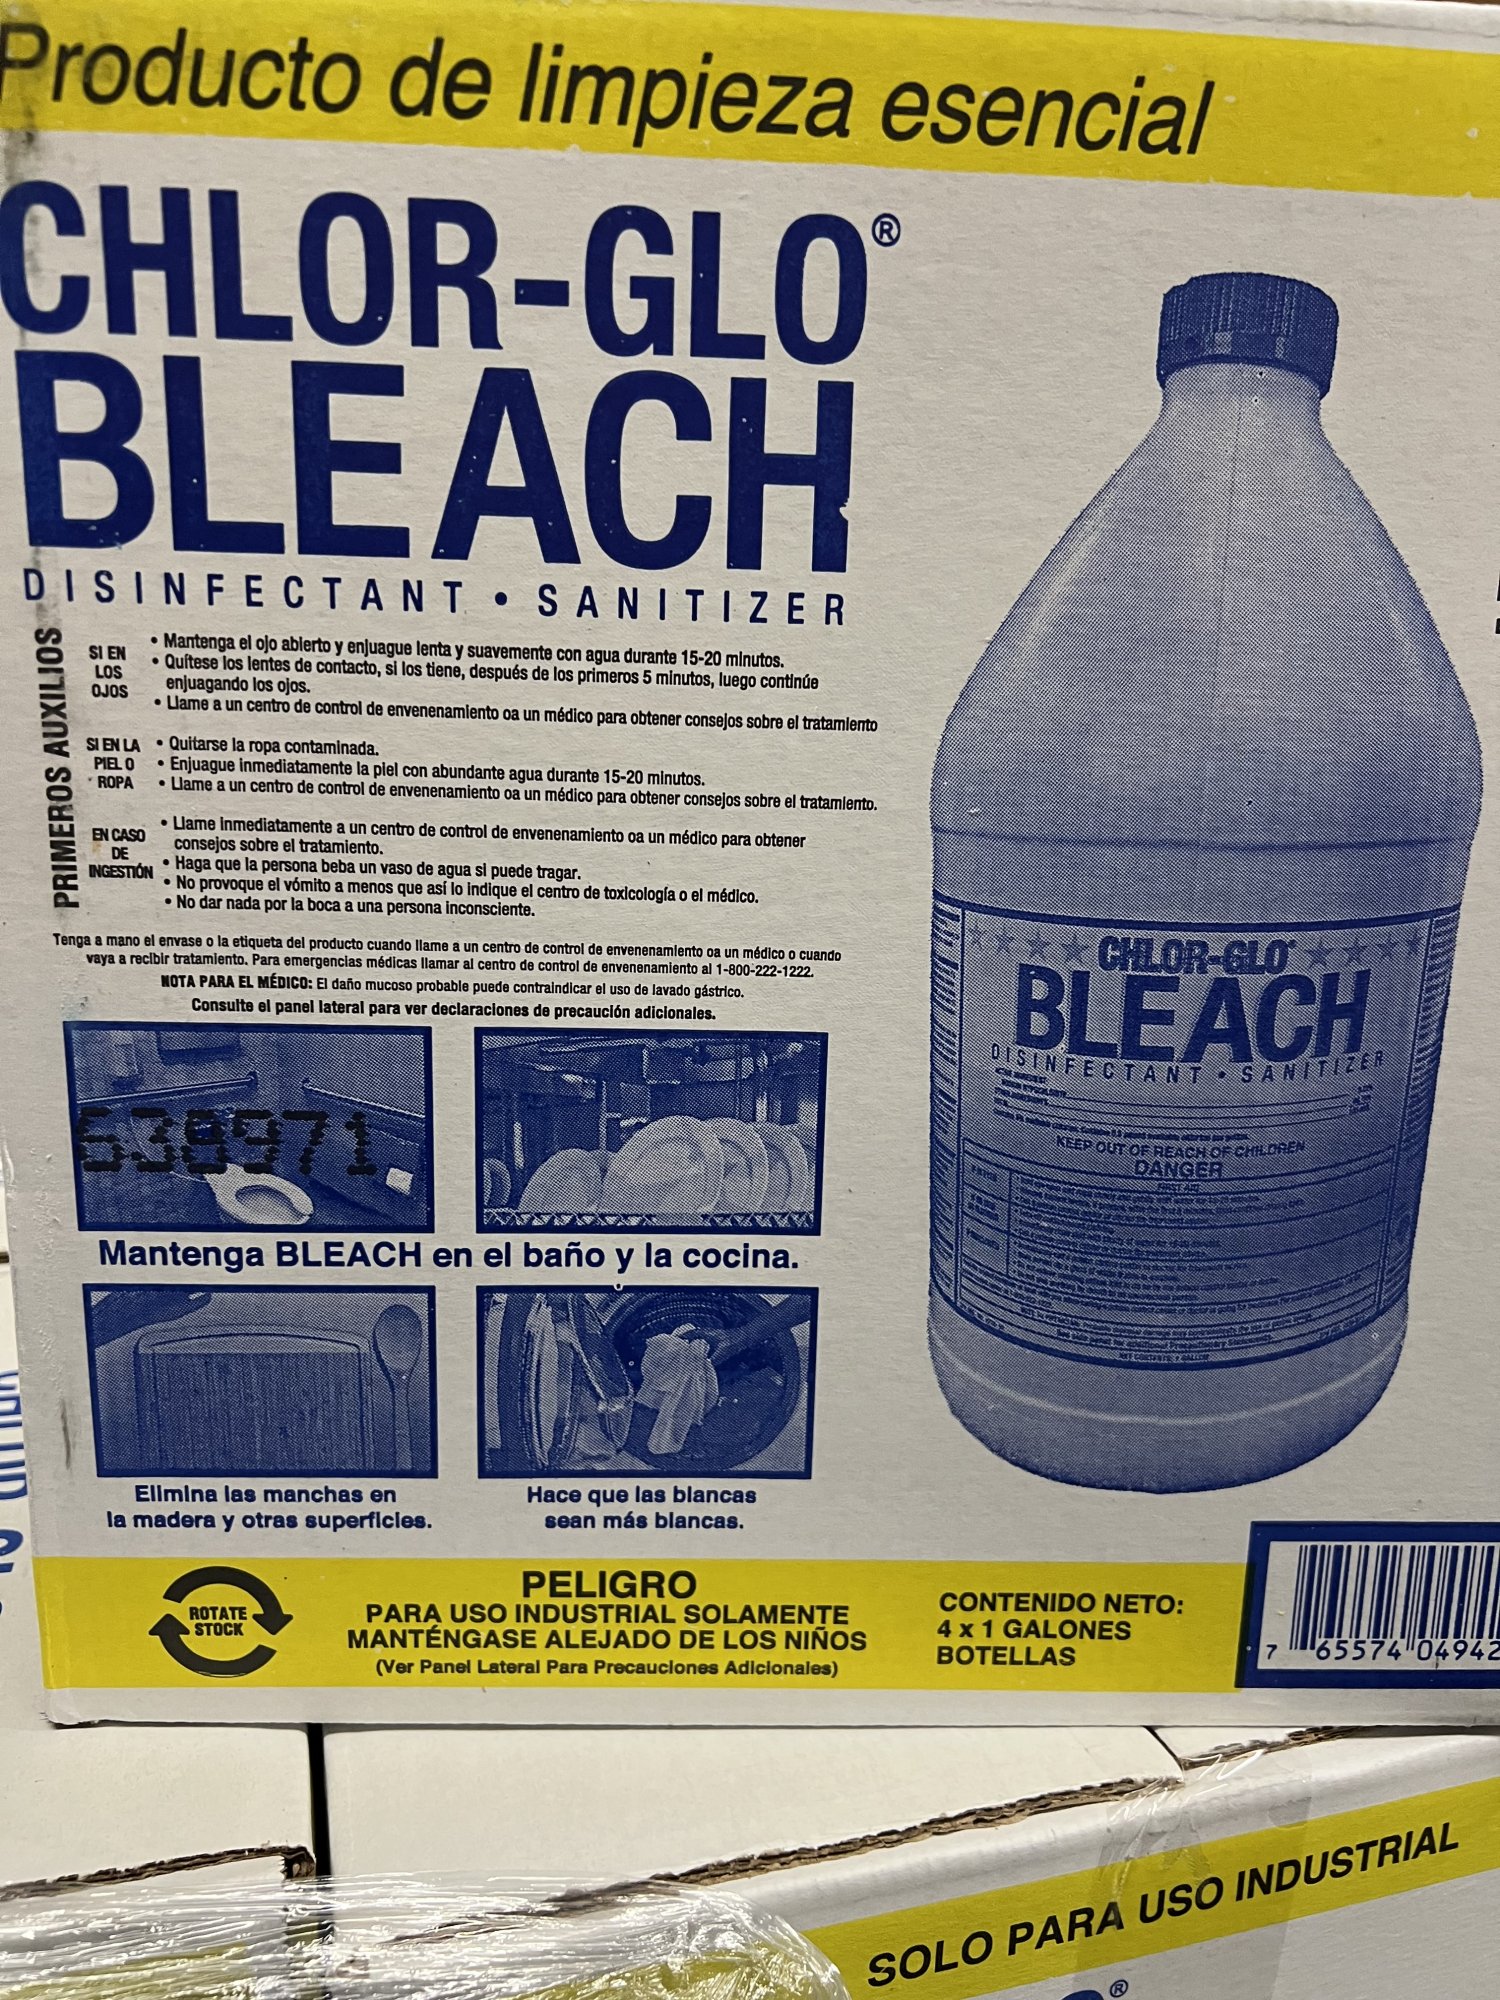 Producto de limpieza esencial
CHLOR-GLO®
BLEACH
DISINFECTANT • SANITIZER
PRIMEROS AUXILIOS
SI EN
LOS
OJOS
• Mantenga el ojo abierto y enjuague lenta y suavemente con agua durante 15-20 minutos.
• Quítese los lentes de contacto, si los tiene, después de los primeros 5 minutos, luego continúe
enjuagando los ojos.
• Llame a un centro de control de envenenamiento oa un médico para obtener consejos sobre el tratamiento
SI EN LA
PIEL O
ROPA
• Quitarse la ropa contaminada.
• Enjuague inmediatamente la piel con abundante agua durante 15-20 minutos.
• Llame a un centro de control de envenenamiento oa un médico para obtener consejos sobre el tratamiento.
EN CASO
DE
INGESTIÓN
• Llame inmediatamente a un centro de control de envenenamiento oa un médico para obtener
consejos sobre el tratamiento.
• Haga que la persona beba un vaso de agua si puede tragar.
• No provoque el vómito a menos que así lo indique el centro de toxicología o el médico.
• No dar nada por la boca a una persona inconsciente.
Tenga a mano el envase o la etiqueta del producto cuando llame a un centro de control de envenenamiento oa un médico o cuando
vaya a recibir tratamiento. Para emergencias médicas llamar al centro de control de envenenamiento al 1-800-222-1222.
NOTA PARA EL MÉDICO: El daño mucoso probable puede contraindicar el uso de lavado gástrico.
Consulte el panel lateral para ver declaraciones de precaución adicionales.
638971
Mantenga BLEACH en el baño y la cocina.
Elimina las manchas en
la madera y otras superficies.
Hace que las blancas
sean más blancas.
CHLOR-GLO®
BLEACH
DISINFECTANT • SANITIZER
KEEP OUT OF REACH OF CHILDREN
DANGER
FIRST AID
ROTATE
STOCK
PELIGRO
PARA USO INDUSTRIAL SOLAMENTE
MANTÉNGASE ALEJADO DE LOS NIÑOS
(Ver Panel Lateral Para Precauciones Adicionales)
CONTENIDO NETO:
4 x 1 GALONES
BOTELLAS
7 65574 04942
SOLO PARA USO INDUSTRIAL
®